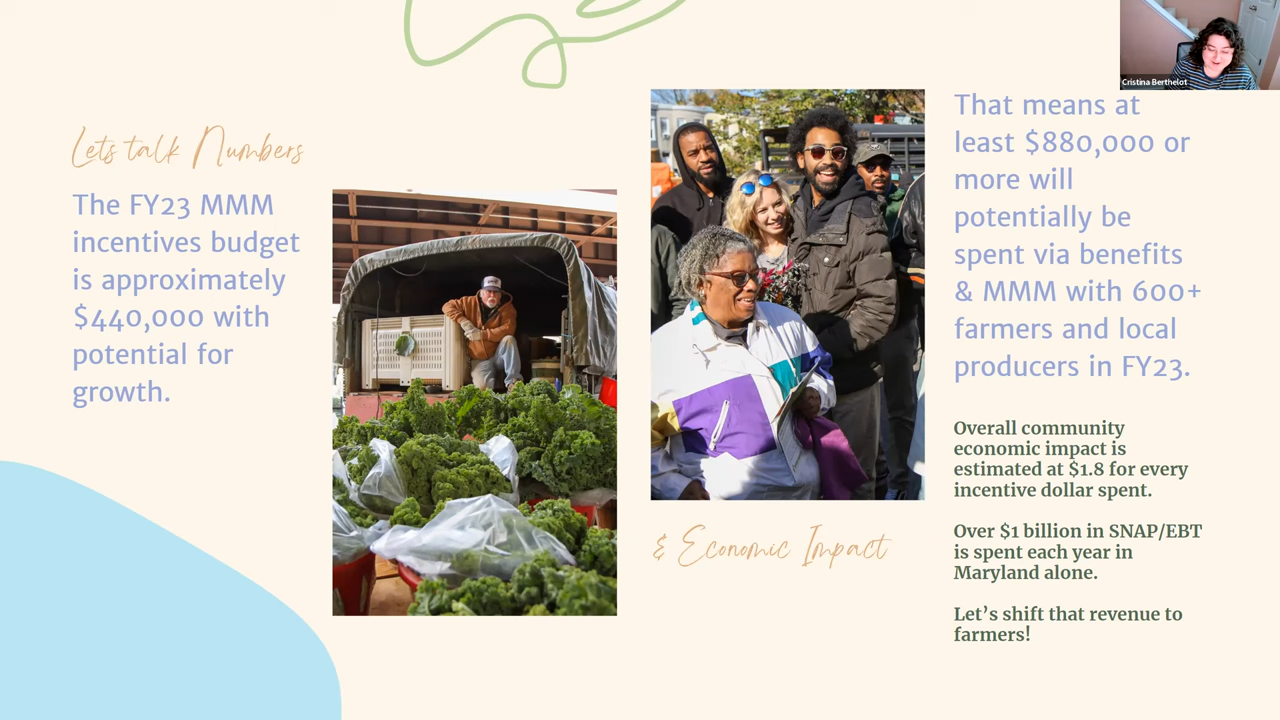 Cristina Berthelot
Lets talk Numbers
The FY23 MMM
incentives budget
is approximately
$440,000 with
potential for
growth.
& Economic Impact
That means at
least $880,000 or
more will
potentially be
spent via benefits
& MMM with 600+
farmers and local
producers in FY23.
Overall community
economic impact is
estimated at $1.8 for every
incentive dollar spent.
Over $1 billion in SNAP/EBT
is spent each year in
Maryland alone.
Let’s shift that revenue to
farmers!